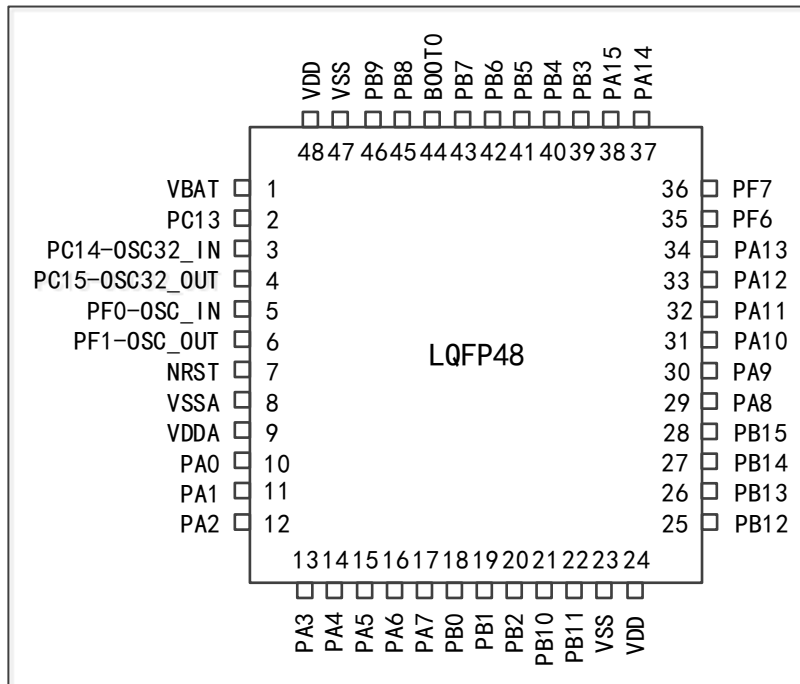 VDD VSS PB9 PB8 BOOT0 PB7 PB6 PB5 PB4 PB3 PA15 PA14
48 47 46 45 44 43 42 41 40 39 38 37
VBAT 1 36 PF7
PC13 2 35 PF6
PC14-OSC32_IN 3 34 PA13
PC15-OSC32_OUT 4 33 PA12
PF0-OSC_IN 5 32 PA11
PF1-OSC_OUT 6 31 PA10
LQFP48
NRST 7 30 PA9
VSSA 8 29 PA8
VDDA 9 28 PB15
PA0 10 27 PB14
PA1 11 26 PB13
PA2 12 25 PB12
13 14 15 16 17 18 19 20 21 22 23 24
PA3 PA4 PA5 PA6 PA7 PB0 PB1 PB2 PB10 PB11 VSS VDD